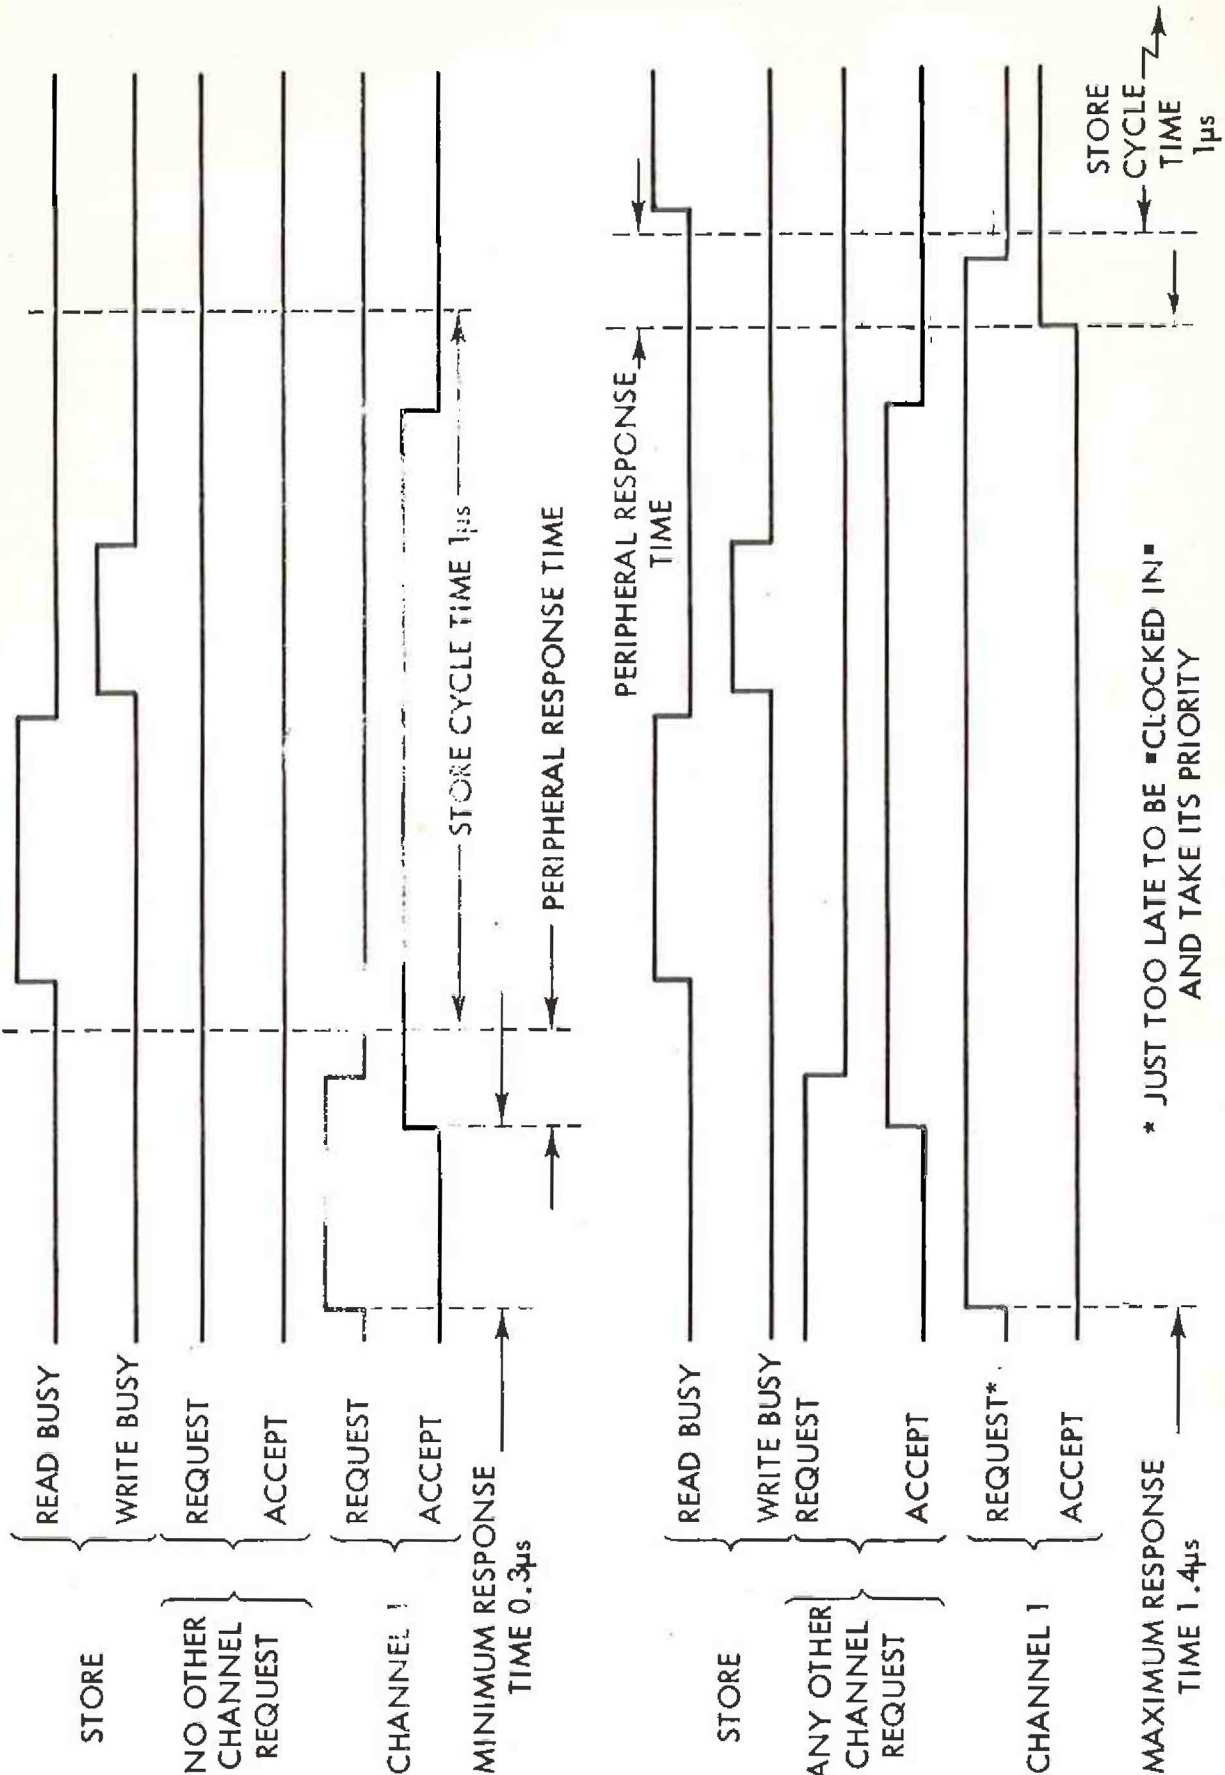 STORE
READ BUSY
WRITE BUSY
NO OTHER
CHANNEL
REQUEST
REQUEST
ACCEPT
CHANNEL 1
REQUEST
ACCEPT
MINIMUM RESPONSE
TIME 0.3µs
STORE CYCLE TIME 1µs
PERIPHERAL RESPONSE TIME
STORE
READ BUSY
WRITE BUSY
ANY OTHER
CHANNEL
REQUEST
REQUEST
ACCEPT
CHANNEL 1
REQUEST*
ACCEPT
MAXIMUM RESPONSE
TIME 1.4µs
PERIPHERAL RESPONSE
TIME
STORE
CYCLE
TIME
1µs
* JUST TOO LATE TO BE "CLOCKED IN"
AND TAKE ITS PRIORITY